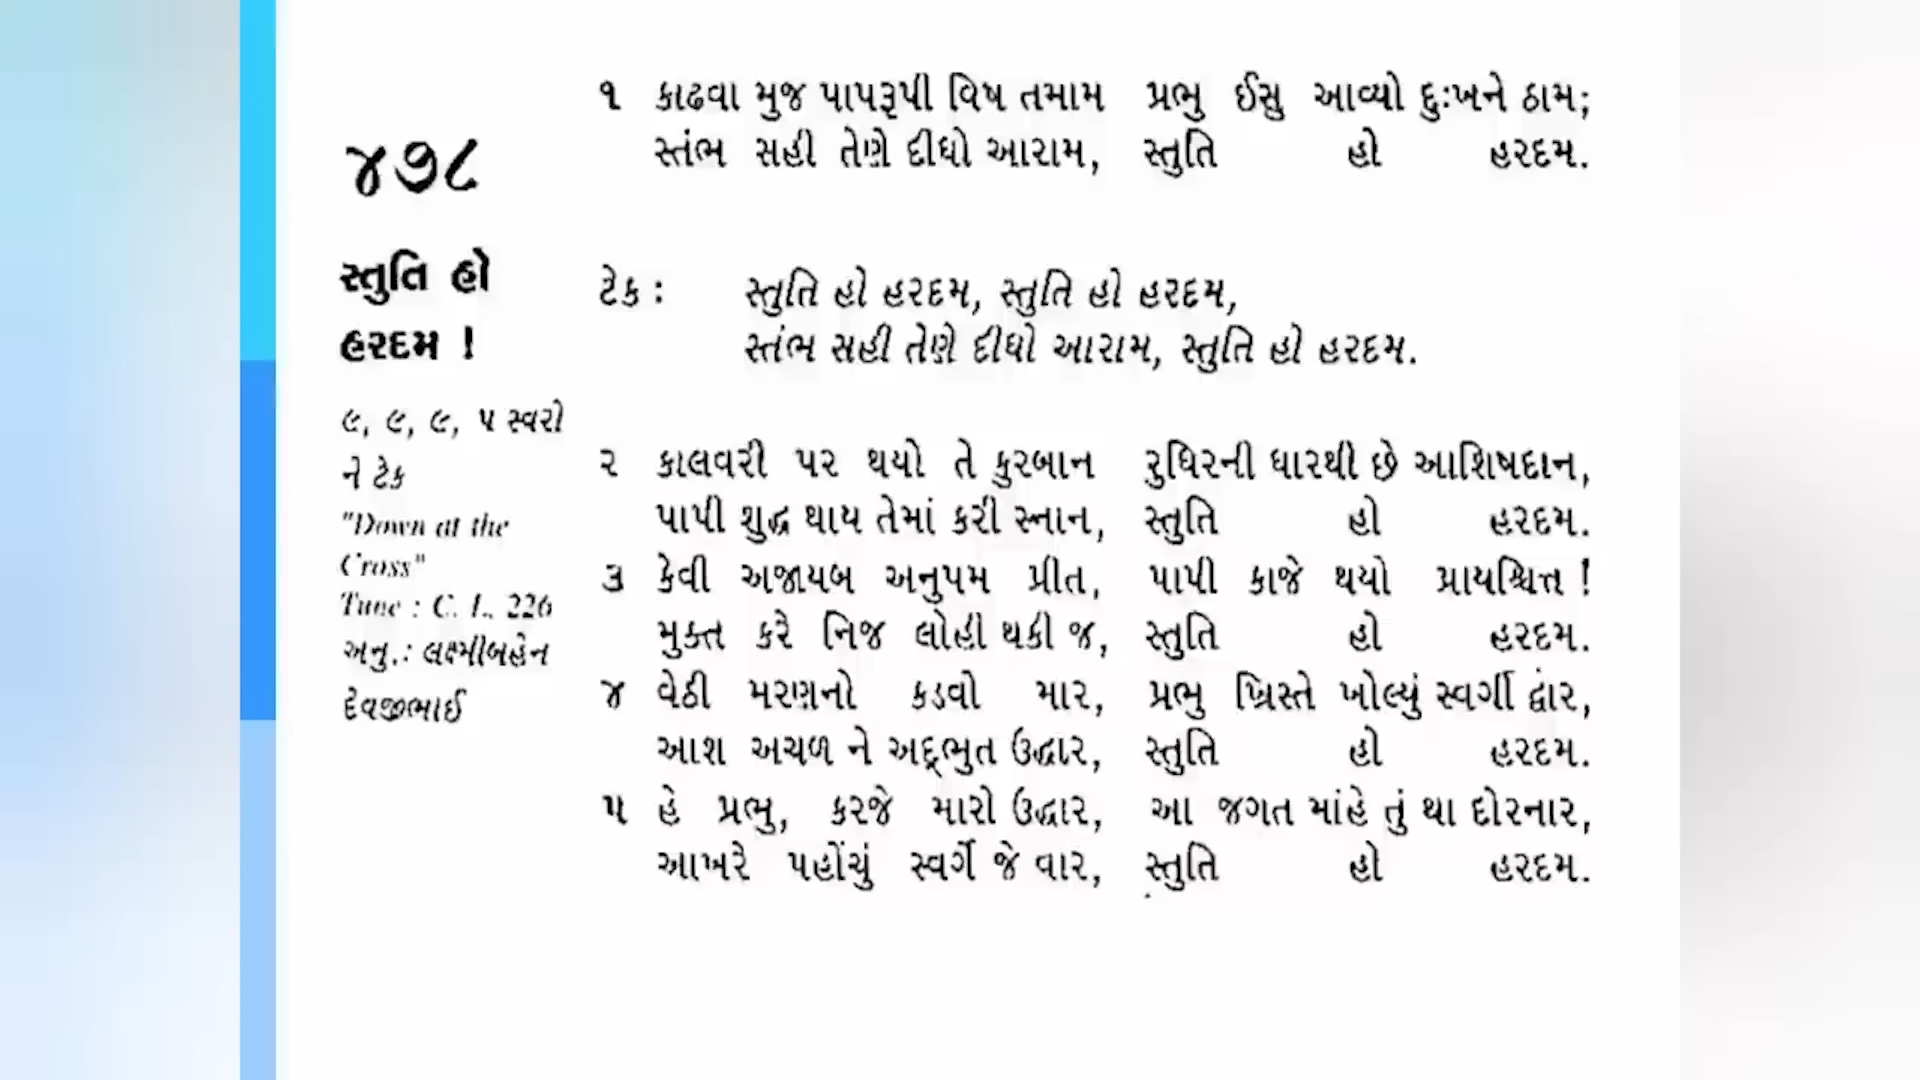 ૪૭૮
સ્તુતિ હો
હરદમ !
૯, ૯, ૯, ૫ સ્વરો
ને ટેક
"Down at the
Cross"
Tune : C. L. 226
અનુ.: લક્ષ્મીબહેન
દેવજીભાઈ
૧ કાઢવા મુજ પાપરૂપી વિષ તમામ પ્રભુ ઈસુ આવ્યો દુઃખને ઠામ;
સ્તંભ સહી તેણે દીધો આરામ, સ્તુતિ હો હરદમ.
ટેક : સ્તુતિ હો હરદમ, સ્તુતિ હો હરદમ,
સ્તંભ સહી તેણે દીધો આરામ, સ્તુતિ હો હરદમ.
૨ કાલવરી પર થયો તે કુરબાન રુધિરની ધારથી છે આશિષદાન,
પાપી શુદ્ધ થાય તેમાં કરી સ્નાન, સ્તુતિ હો હરદમ.
૩ કેવી અજાયબ અનુપમ પ્રીત, પાપી કાજે થયો પ્રાયશ્ચિત્ત !
મુક્ત કરે નિજ લોહી થકી જ, સ્તુતિ હો હરદમ.
૪ વેઠી મરણનો કડવો માર, પ્રભુ ખ્રિસ્તે ખોલ્યું સ્વર્ગી દ્વાર,
આશ અચળ ને અદ્ભુત ઉદ્ધાર, સ્તુતિ હો હરદમ.
૫ હે પ્રભુ, કરજે મારો ઉદ્ધાર, આ જગત માંહે તું થા દોરનાર,
આખરે પહોંચું સ્વર્ગે જે વાર, સ્તુતિ હો હરદમ.